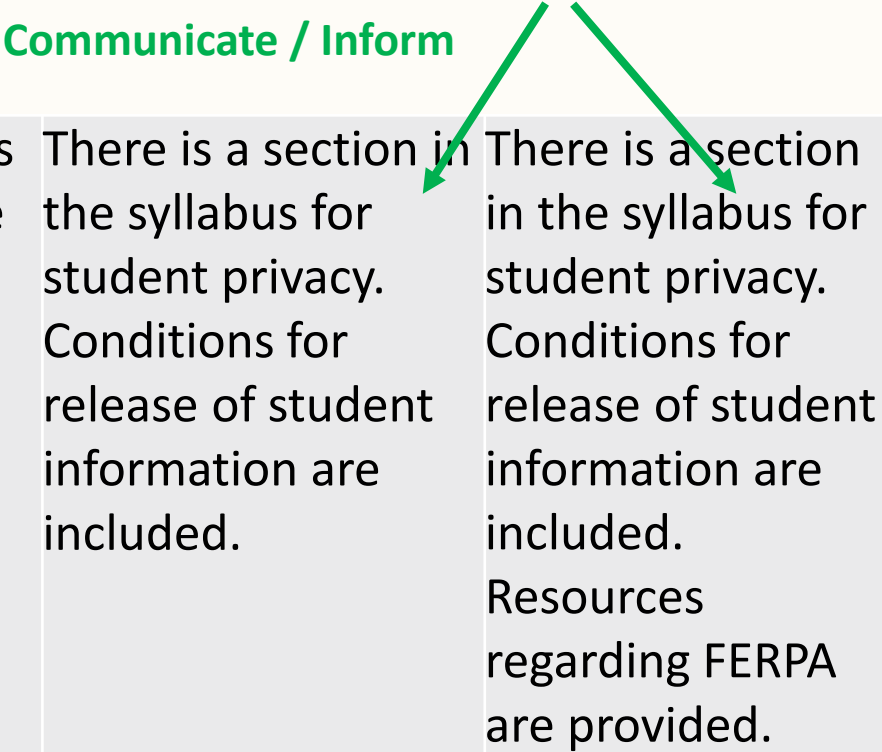 Communicate / Inform
s
e
There is a section in
the syllabus for
student privacy.
Conditions for
release of student
information are
included.
There is a section
in the syllabus for
student privacy.
Conditions for
release of student
information are
included.
Resources
regarding FERPA
are provided.